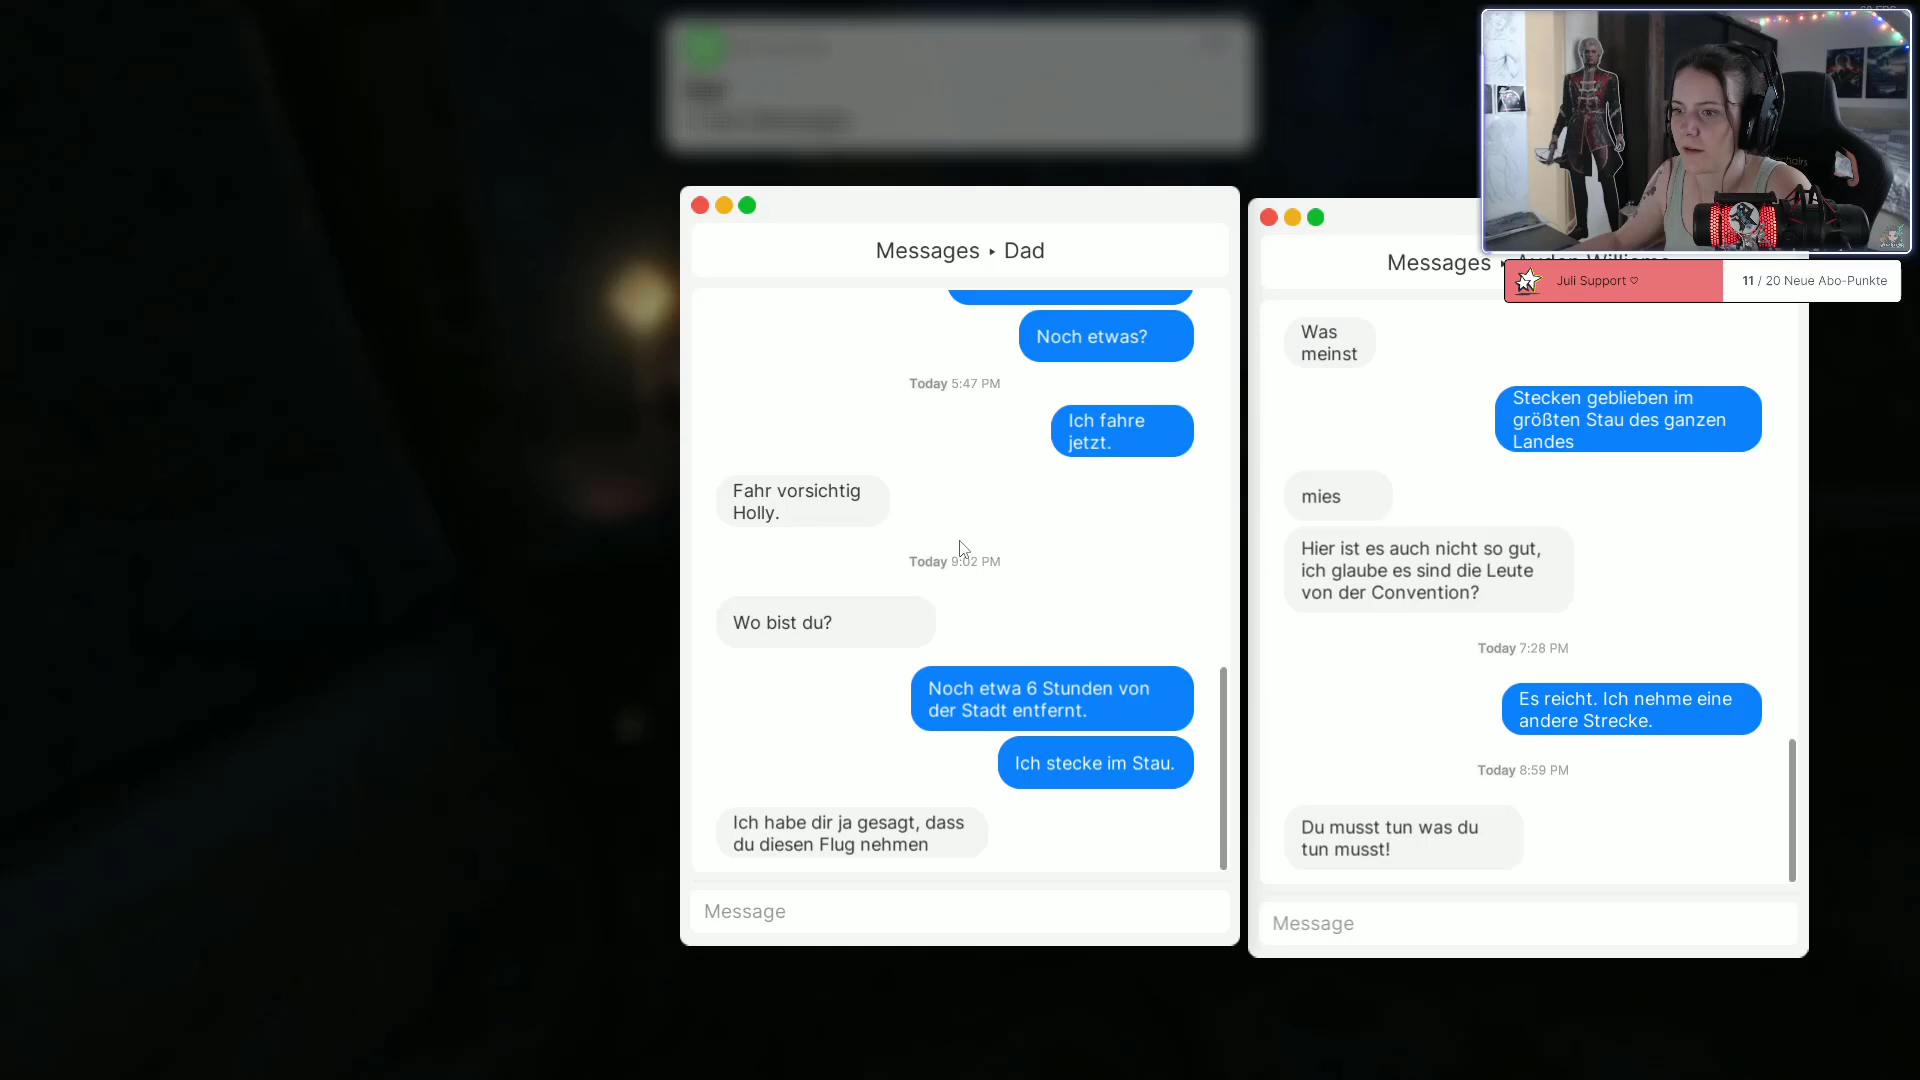 Messages ‣ Dad
Noch etwas?
Today 5:47 PM
Ich fahre
jetzt.
Fahr vorsichtig
Holly.
Today 9:02 PM
Wo bist du?
Noch etwa 6 Stunden von
der Stadt entfernt.
Ich stecke im Stau.
Ich habe dir ja gesagt, dass
du diesen Flug nehmen
Message
Messages ‣
Juli Support ♡
11 / 20 Neue Abo-Punkte
Was
meinst
Stecken geblieben im
größten Stau des ganzen
Landes
mies
Hier ist es auch nicht so gut,
ich glaube es sind die Leute
von der Convention?
Today 7:28 PM
Es reicht. Ich nehme eine
andere Strecke.
Today 8:59 PM
Du musst tun was du
tun musst!
Message